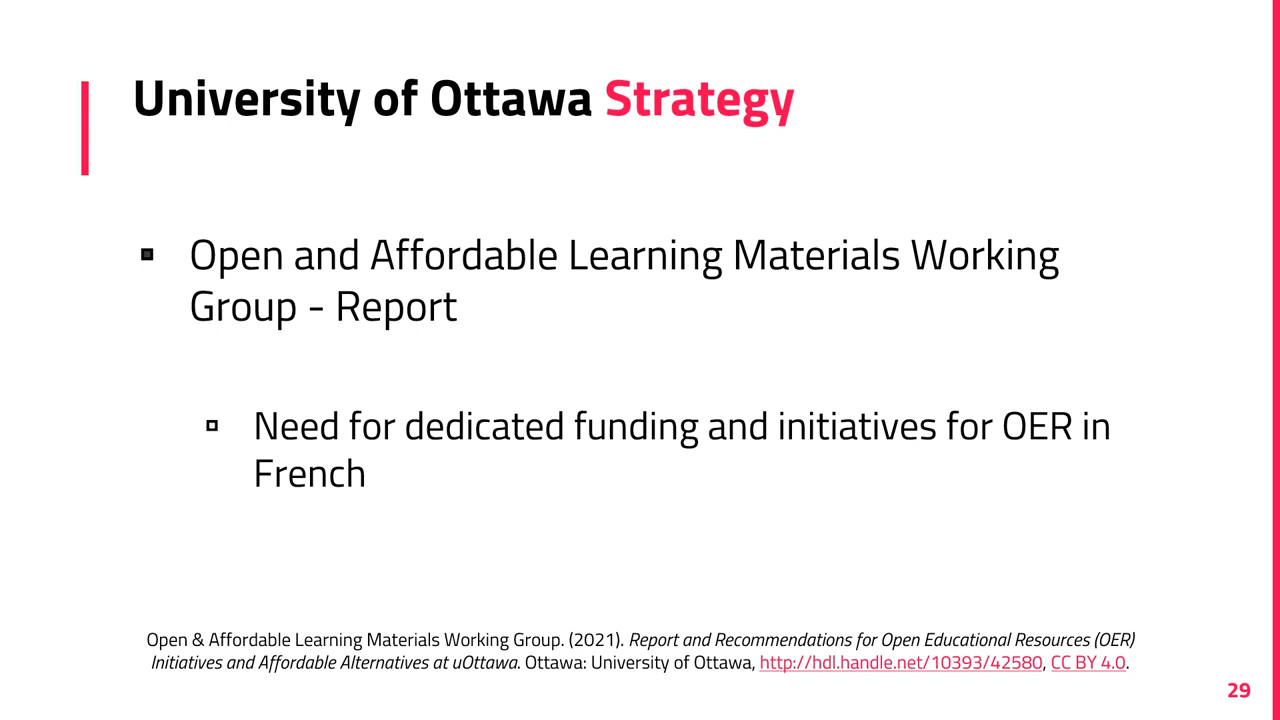 University of Ottawa Strategy
▪ Open and Affordable Learning Materials Working
Group - Report
▫ Need for dedicated funding and initiatives for OER in
French
Open & Affordable Learning Materials Working Group. (2021). Report and Recommendations for Open Educational Resources (OER)
Initiatives and Affordable Alternatives at uOttawa. Ottawa: University of Ottawa, http://hdl.handle.net/10393/42580, CC BY 4.0.
29